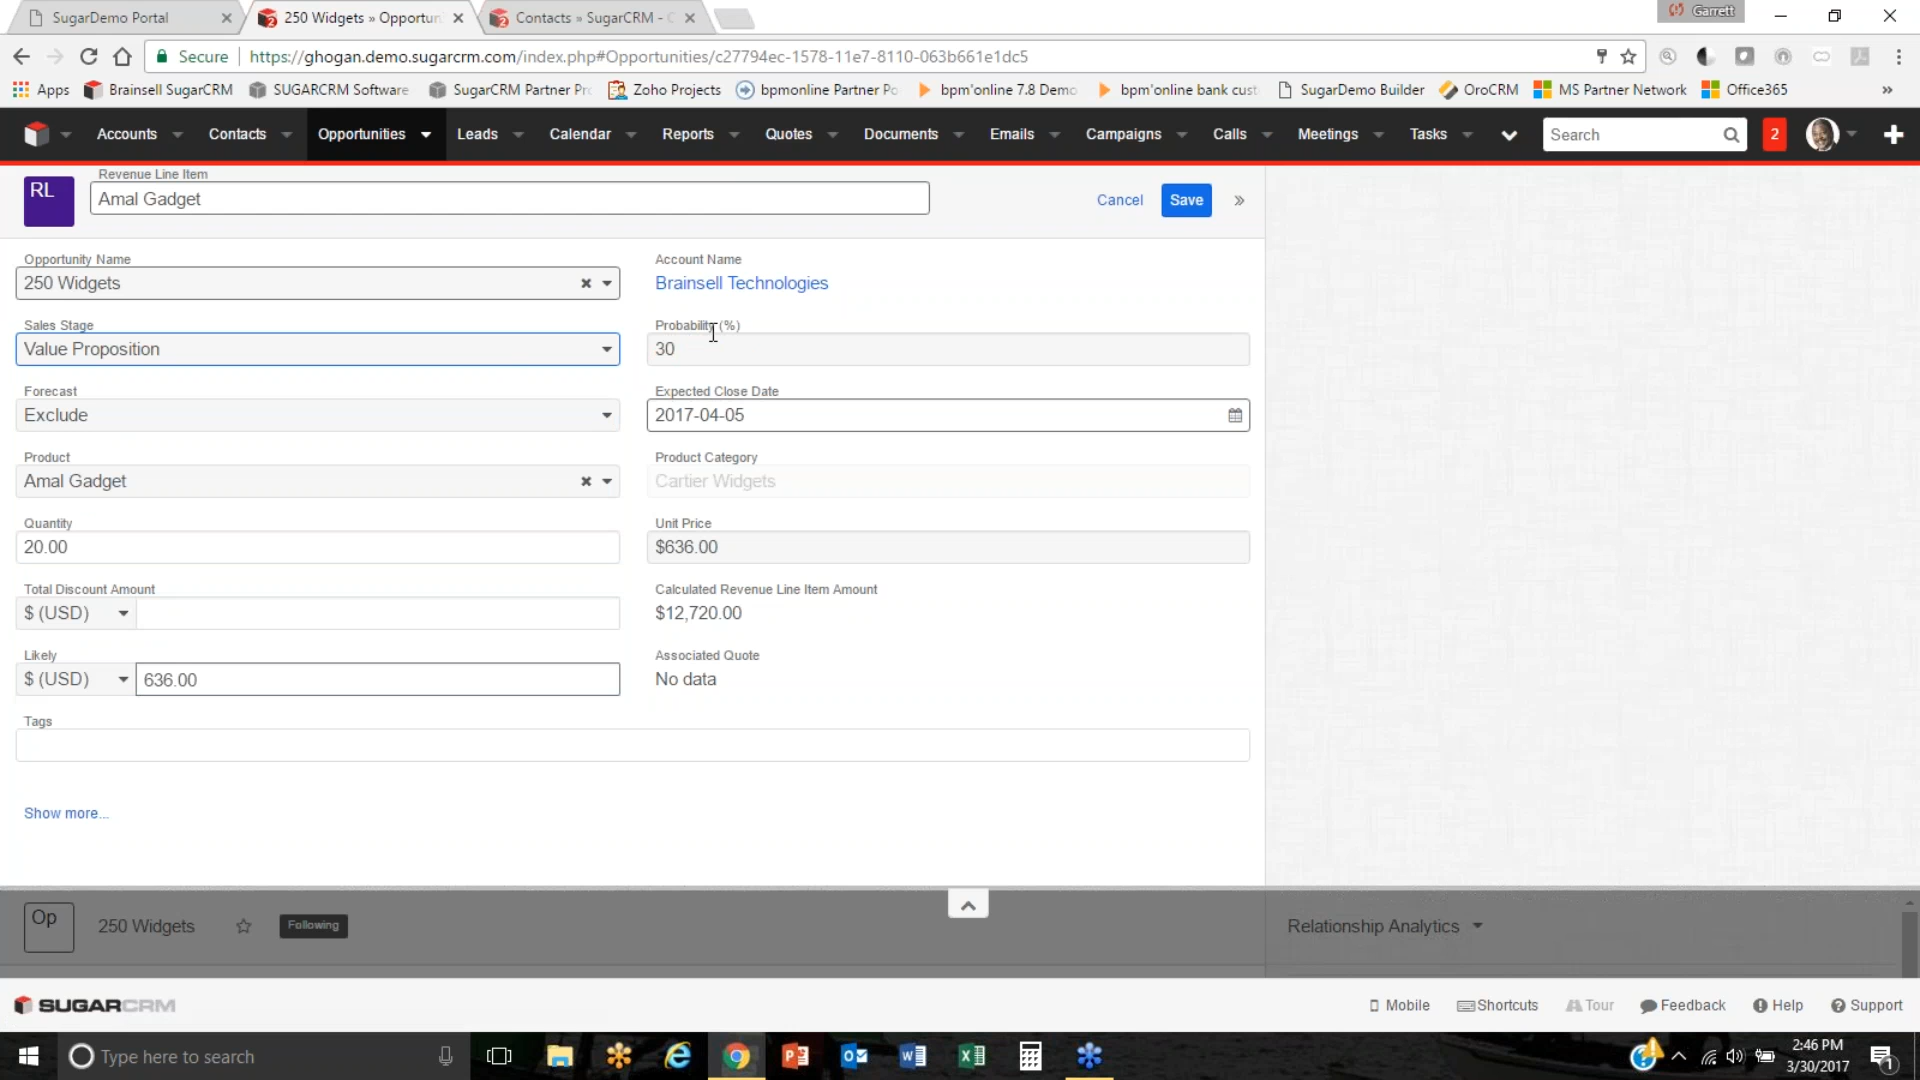 SugarDemo Portal
250 Widgets » Opportun
Contacts » SugarCRM - C
Garrett
Secure
https://ghogan.demo.sugarcrm.com/index.php#Opportunities/c27794ec-1578-11e7-8110-063b661e1dc5
Apps
Brainsell SugarCRM
SUGARCRM Software
SugarCRM Partner Pr
Zoho Projects
bpmonline Partner Po
bpm'online 7.8 Demo
bpm'online bank cust
SugarDemo Builder
OroCRM
MS Partner Network
Office365
»
Accounts
Contacts
Opportunities
Leads
Calendar
Reports
Quotes
Documents
Emails
Campaigns
Calls
Meetings
Tasks
Search
2
RL
Revenue Line Item
Amal Gadget
Cancel
Save
»
Opportunity Name
250 Widgets
Account Name
Brainsell Technologies
Sales Stage
Value Proposition
Probability (%)
30
Forecast
Exclude
Expected Close Date
2017-04-05
Product
Amal Gadget
Product Category
Cartier Widgets
Quantity
20.00
Unit Price
$636.00
Total Discount Amount
$ (USD)
Calculated Revenue Line Item Amount
$12,720.00
Likely
$ (USD)
636.00
Associated Quote
No data
Tags
Show more...
Op
250 Widgets
Following
Relationship Analytics
SUGARCRM
Mobile
Shortcuts
Tour
Feedback
Help
Support
Type here to search
2:46 PM
3/30/2017
1